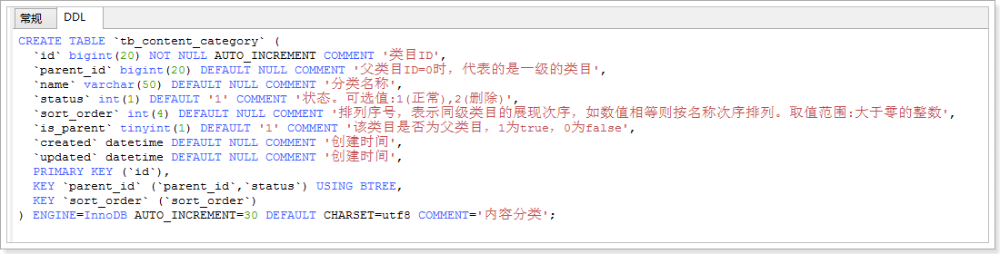 常规 DDL
CREATE TABLE `tb_content_category` (
  `id` bigint(20) NOT NULL AUTO_INCREMENT COMMENT '类目ID',
  `parent_id` bigint(20) DEFAULT NULL COMMENT '父类目ID=0时，代表的是一级的类目',
  `name` varchar(50) DEFAULT NULL COMMENT '分类名称',
  `status` int(1) DEFAULT '1' COMMENT '状态。可选值:1(正常),2(删除)',
  `sort_order` int(4) DEFAULT NULL COMMENT '排列序号，表示同级类目的展现次序，如数值相等则按名称次序排列。取值范围:大于零的整数',
  `is_parent` tinyint(1) DEFAULT '1' COMMENT '该类目是否为父类目，1为true，0为false',
  `created` datetime DEFAULT NULL COMMENT '创建时间',
  `updated` datetime DEFAULT NULL COMMENT '创建时间',
  PRIMARY KEY (`id`),
  KEY `parent_id` (`parent_id`,`status`) USING BTREE,
  KEY `sort_order` (`sort_order`)
) ENGINE=InnoDB AUTO_INCREMENT=30 DEFAULT CHARSET=utf8 COMMENT='内容分类';